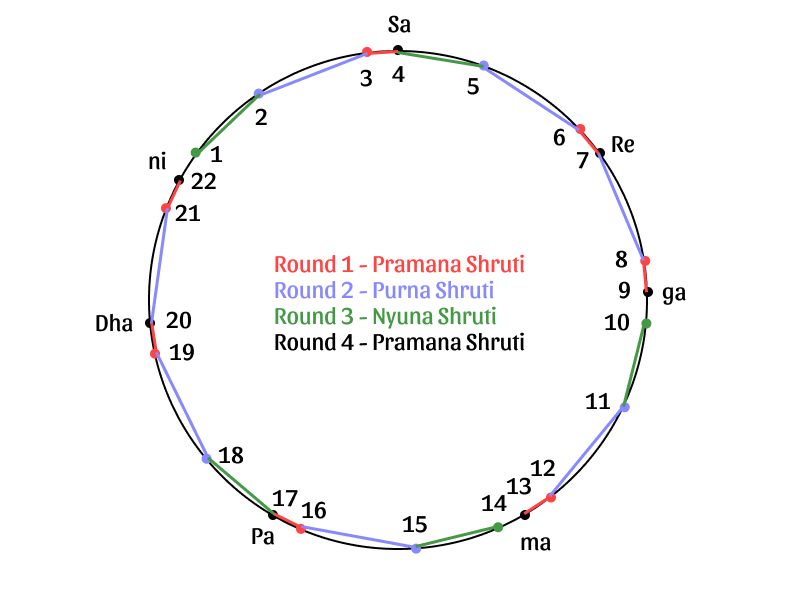 Sa
3
4
5
2
6
7
Re
ni
1
22
21
8
9
ga
10
Round 1 - Pramana Shruti
Round 2 - Purna Shruti
Round 3 - Nyuna Shruti
Round 4 - Pramana Shruti
Dha
20
19
11
18
12
13
14
17
16
15
Pa
ma